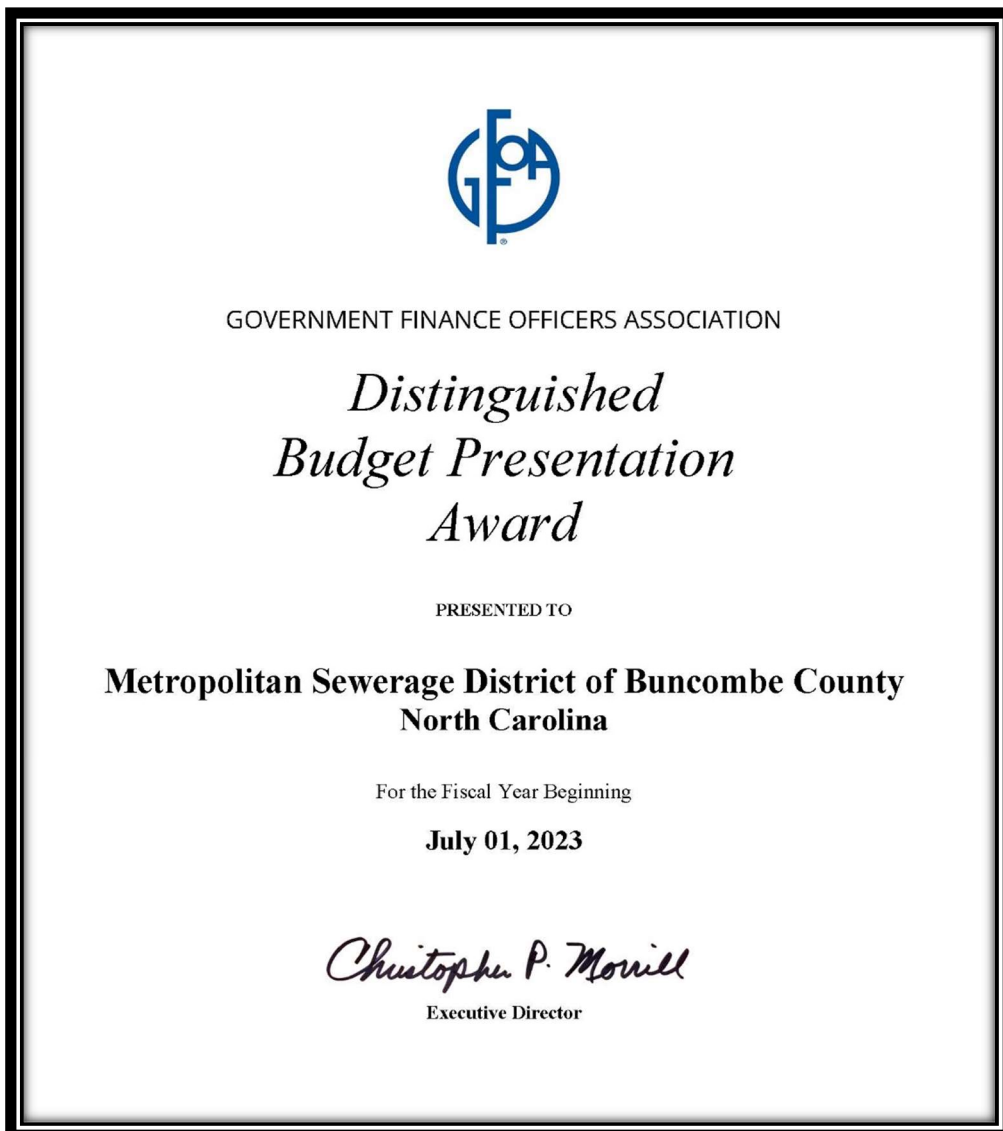 GFOA
®
GOVERNMENT FINANCE OFFICERS ASSOCIATION
Distinguished
Budget Presentation
Award
PRESENTED TO
Metropolitan Sewerage District of Buncombe County
North Carolina
For the Fiscal Year Beginning
July 01, 2023
Christopher P. Morrill
Executive Director